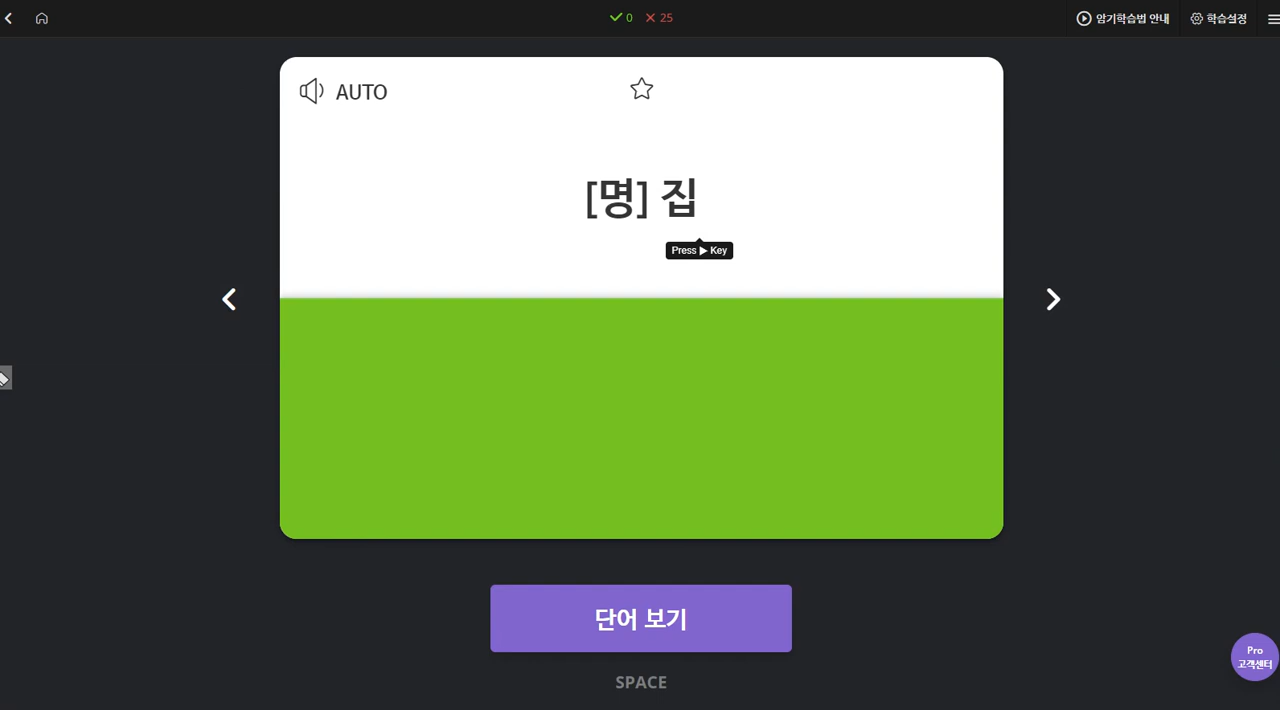 0 25
암기학습법 안내
학습설정
AUTO
[명] 집
Press ▶ Key
단어 보기
SPACE
Pro
고객센터